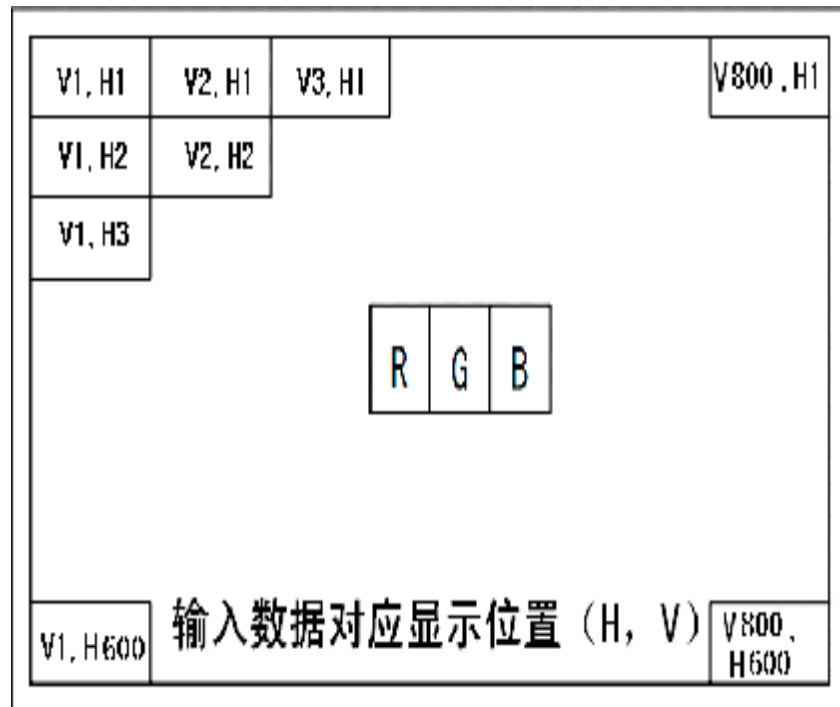 V1, H1 V2, H1 V3, H1 V800, H1
V1, H2 V2, H2
V1, H3
R G B
输入数据对应显示位置（H, V）
V1, H600 V800, H600